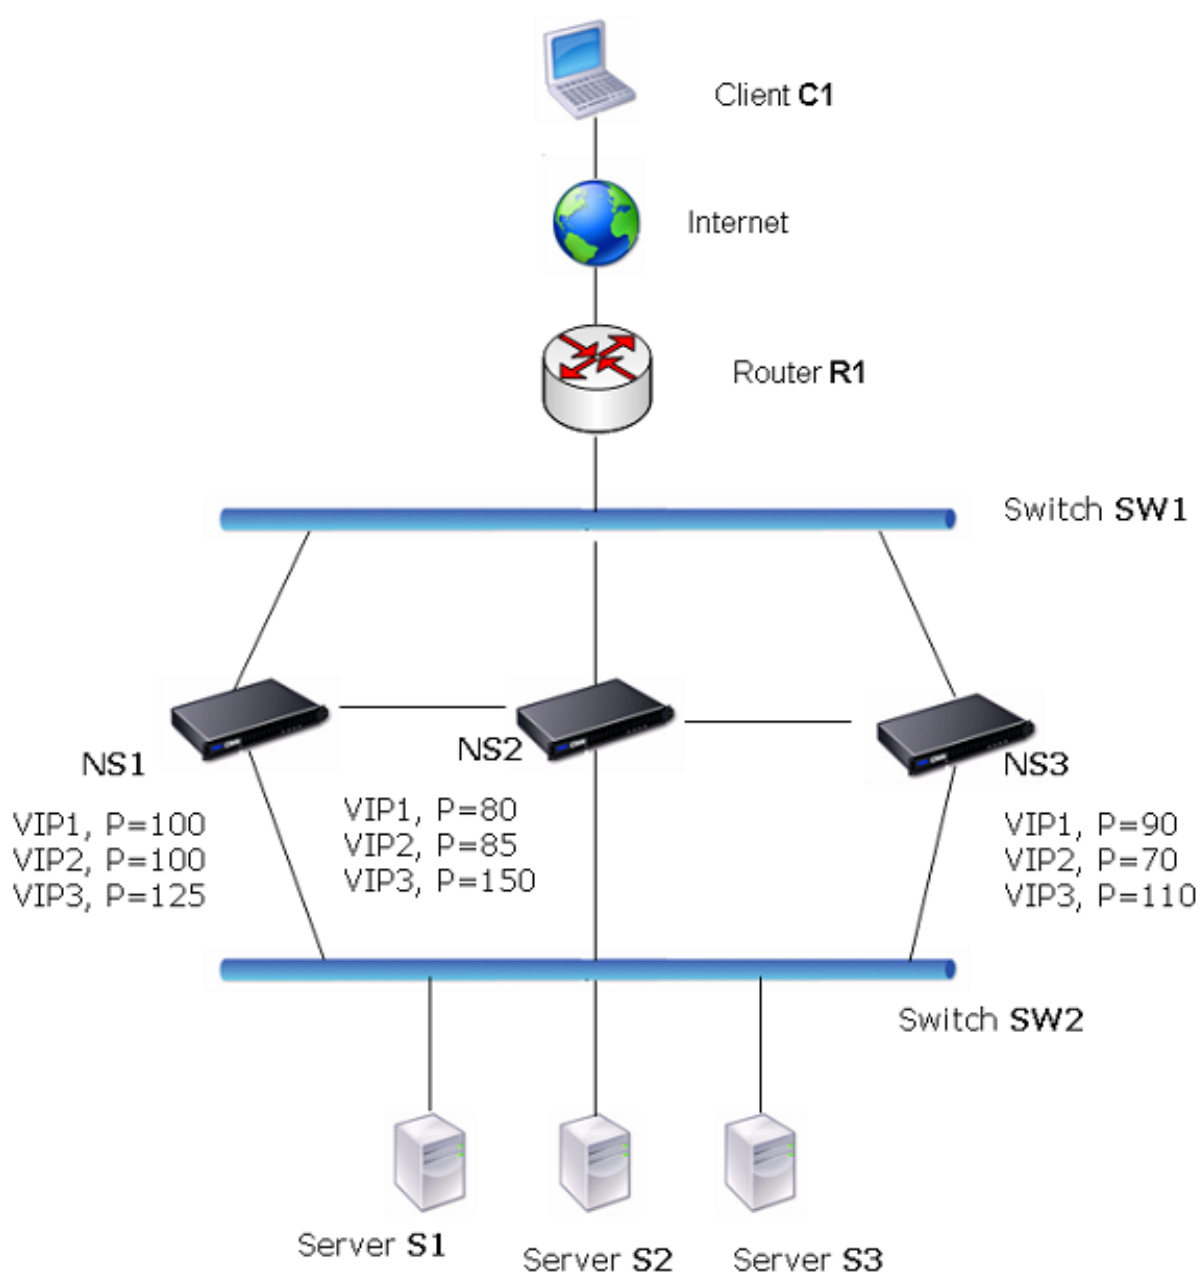 Client C1
Internet
Router R1
Switch SW1
NS1
VIP1, P=100
VIP2, P=100
VIP3, P=125
NS2
VIP1, P=80
VIP2, P=85
VIP3, P=150
NS3
VIP1, P=90
VIP2, P=70
VIP3, P=110
Switch SW2
Server S1
Server S2
Server S3